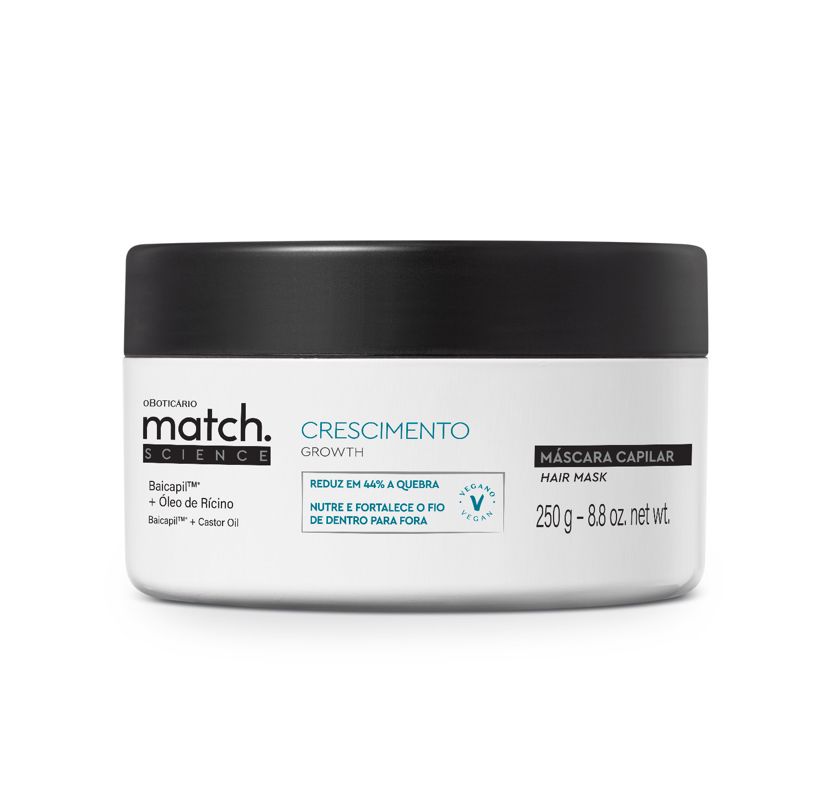 oBOTICÁRIO
match.
SCIENCE
Baicapil™*
+ Óleo de Rícino
Baicapil™* + Castor Oil
CRESCIMENTO
GROWTH
REDUZ EM 44% A QUEBRA
NUTRE E FORTALECE O FIO
DE DENTRO PARA FORA
VEGANO
V
VEGAN
MÁSCARA CAPILAR
HAIR MASK
250 g – 8.8 oz. net wt.